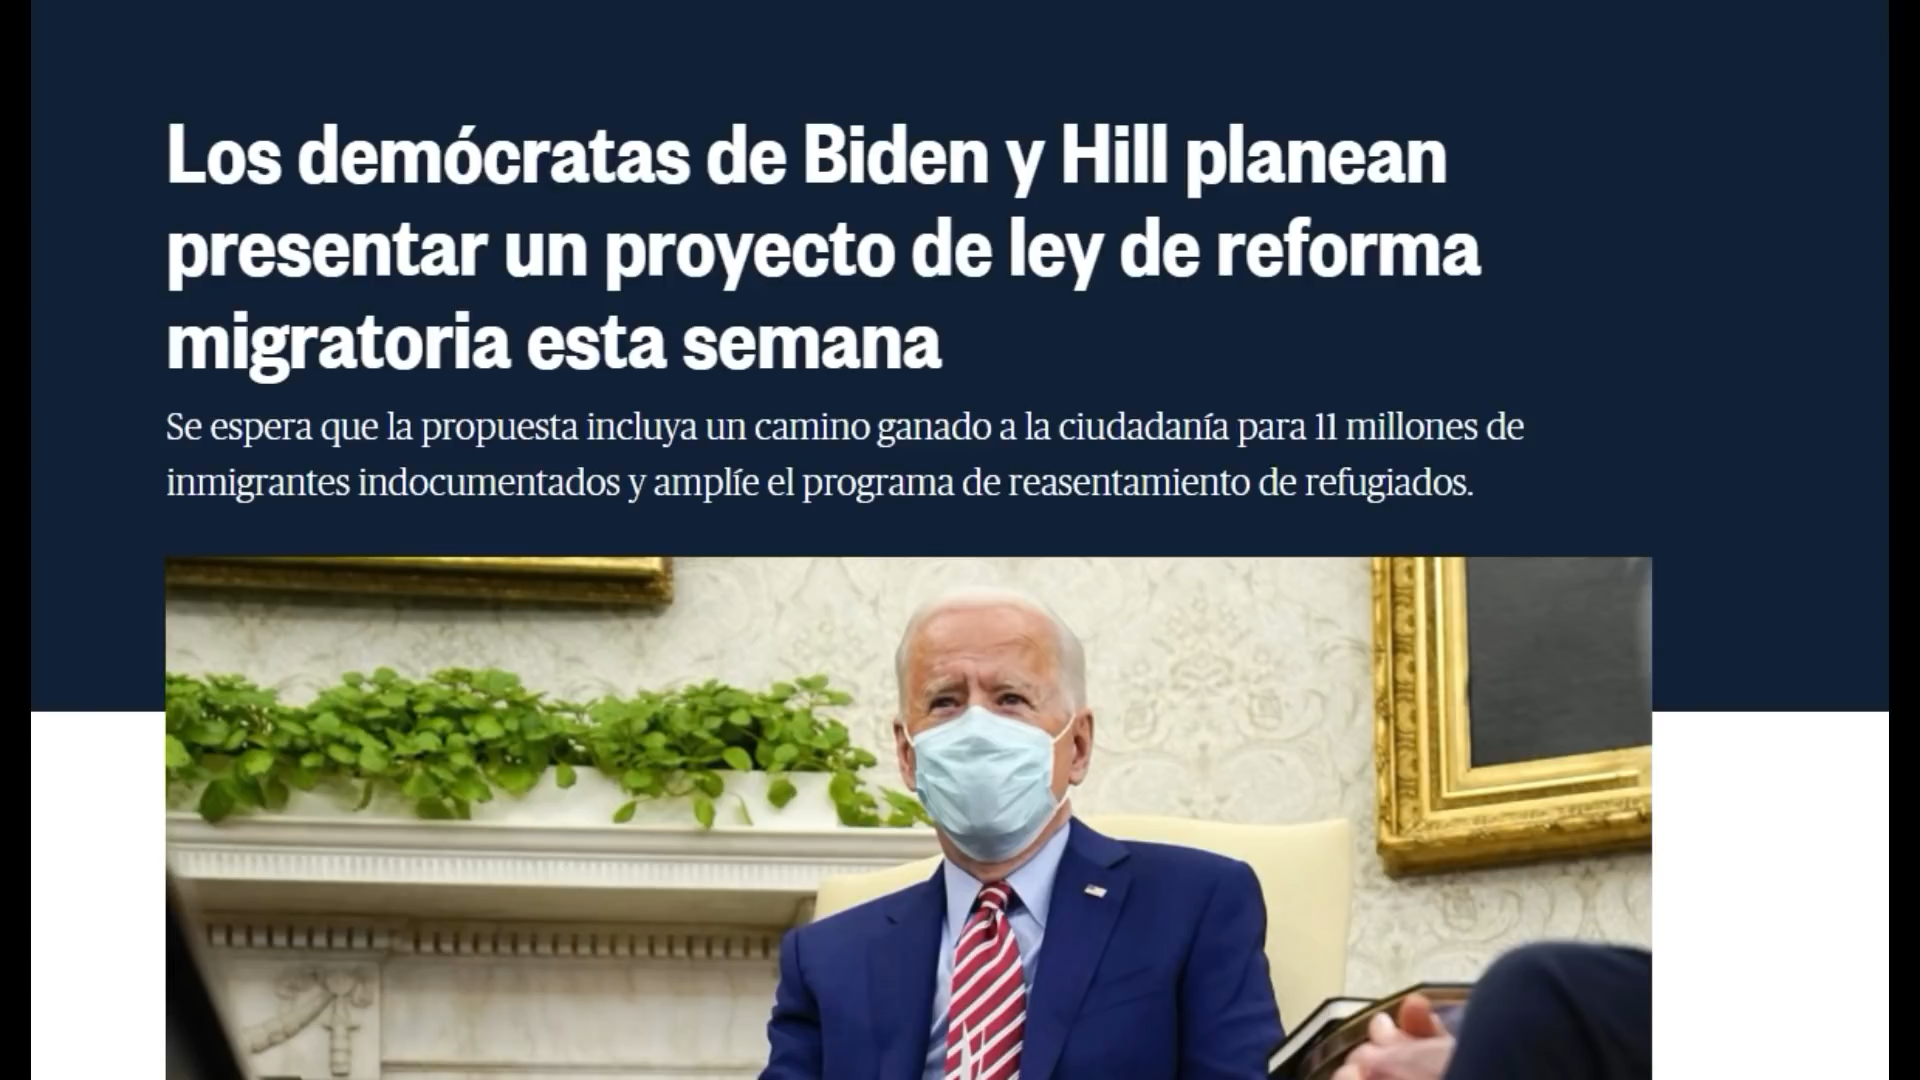 Los demócratas de Biden y Hill planean
presentar un proyecto de ley de reforma
migratoria esta semana
Se espera que la propuesta incluya un camino ganado a la ciudadanía para 11 millones de
inmigrantes indocumentados y amplíe el programa de reasentamiento de refugiados.